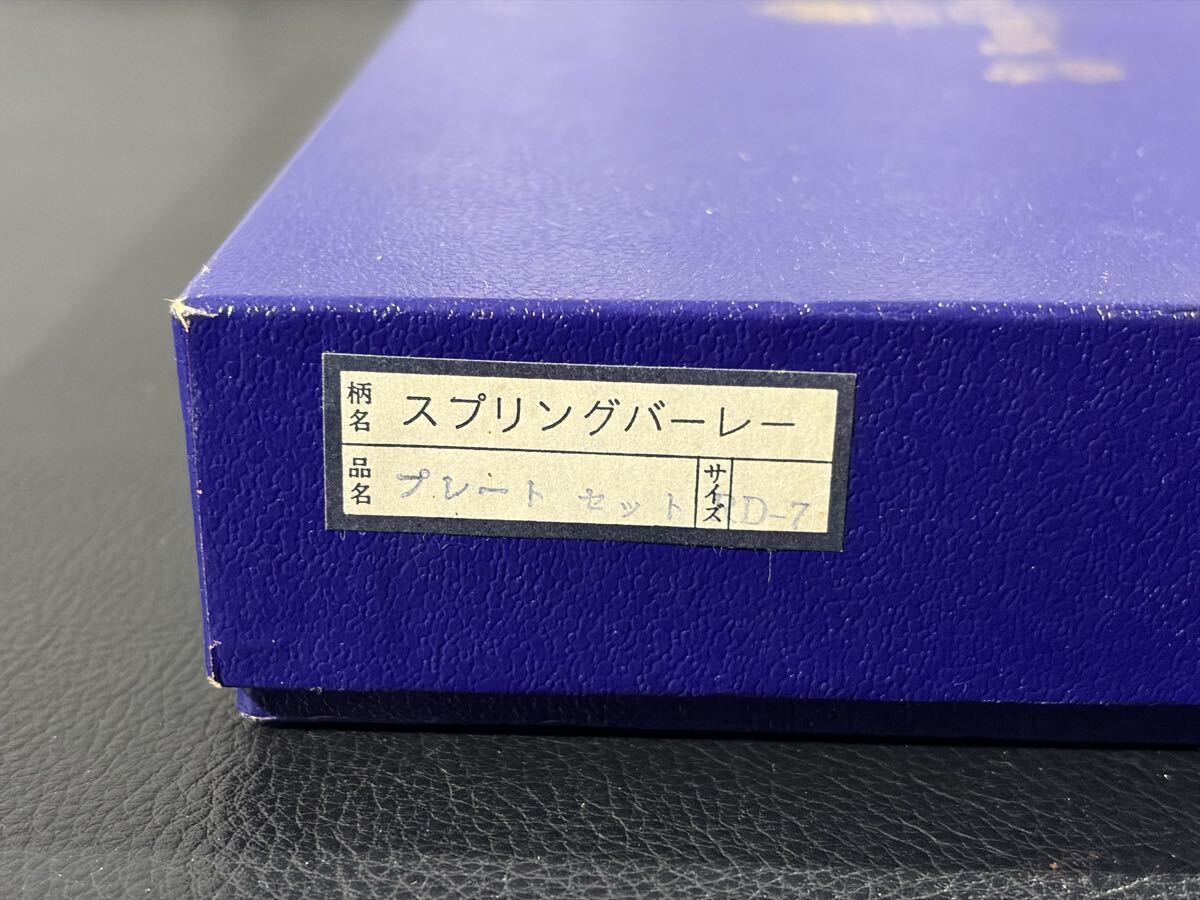 柄名 スプリングバーレー
品名 プレート セット サイズ RD-7